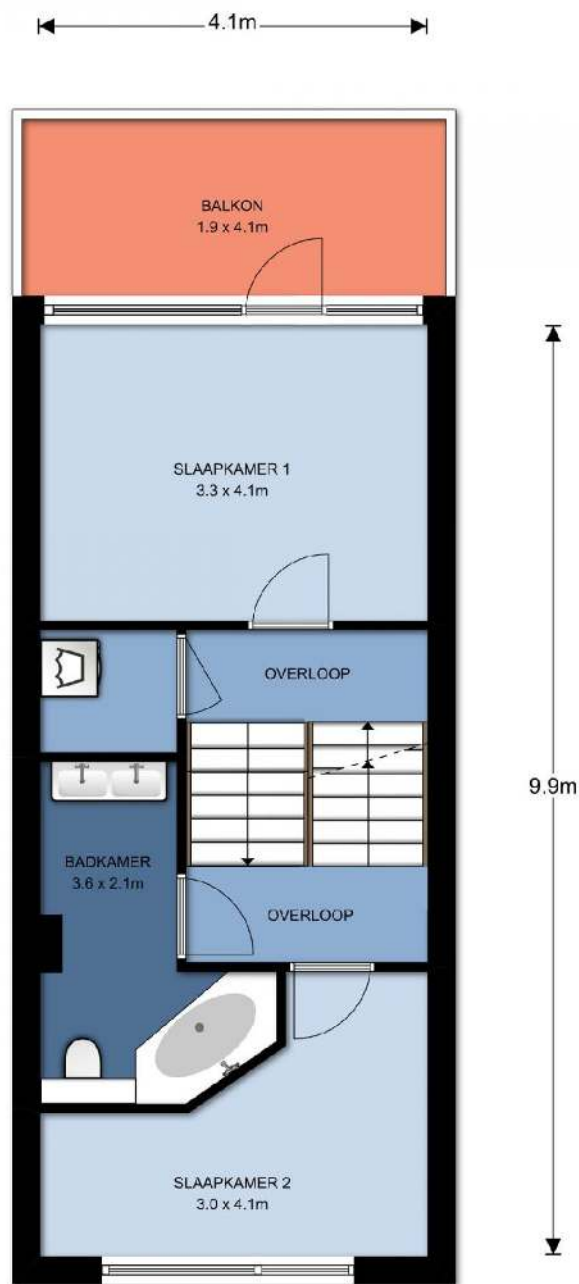 4.1m
BALKON
1.9 x 4.1m
SLAAPKAMER 1
3.3 x 4.1m
OVERLOOP
9.9m
BADKAMER
3.6 x 2.1m
OVERLOOP
SLAAPKAMER 2
3.0 x 4.1m